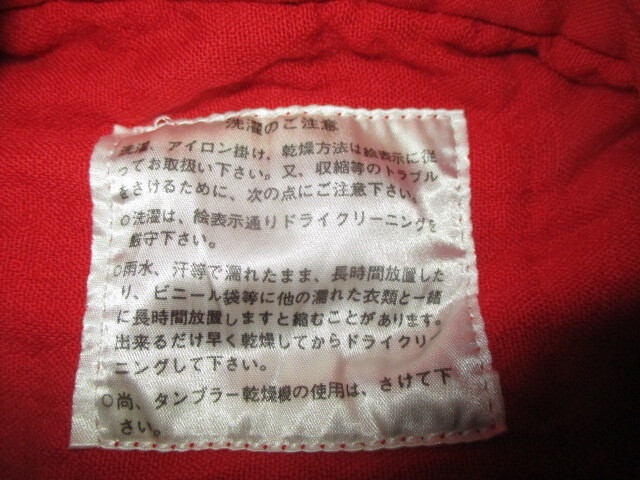 洗濯のご注意
洗濯、アイロン掛け、乾燥方法は絵表示に従
ってお取扱い下さい。又、収縮等のトラブル
をさけるために、次の点にご注意下さい。
○洗濯は、絵表示通りドライクリーニングを
厳守下さい。
○雨水、汗等で濡れたまま、長時間放置した
り、ビニール袋等に他の濡れた衣類と一緒
に長時間放置しますと縮むことがあります。
出来るだけ早く乾燥してからドライクリ
ーニングして下さい。
○尚、タンブラー乾燥機の使用は、さけて下
さい。